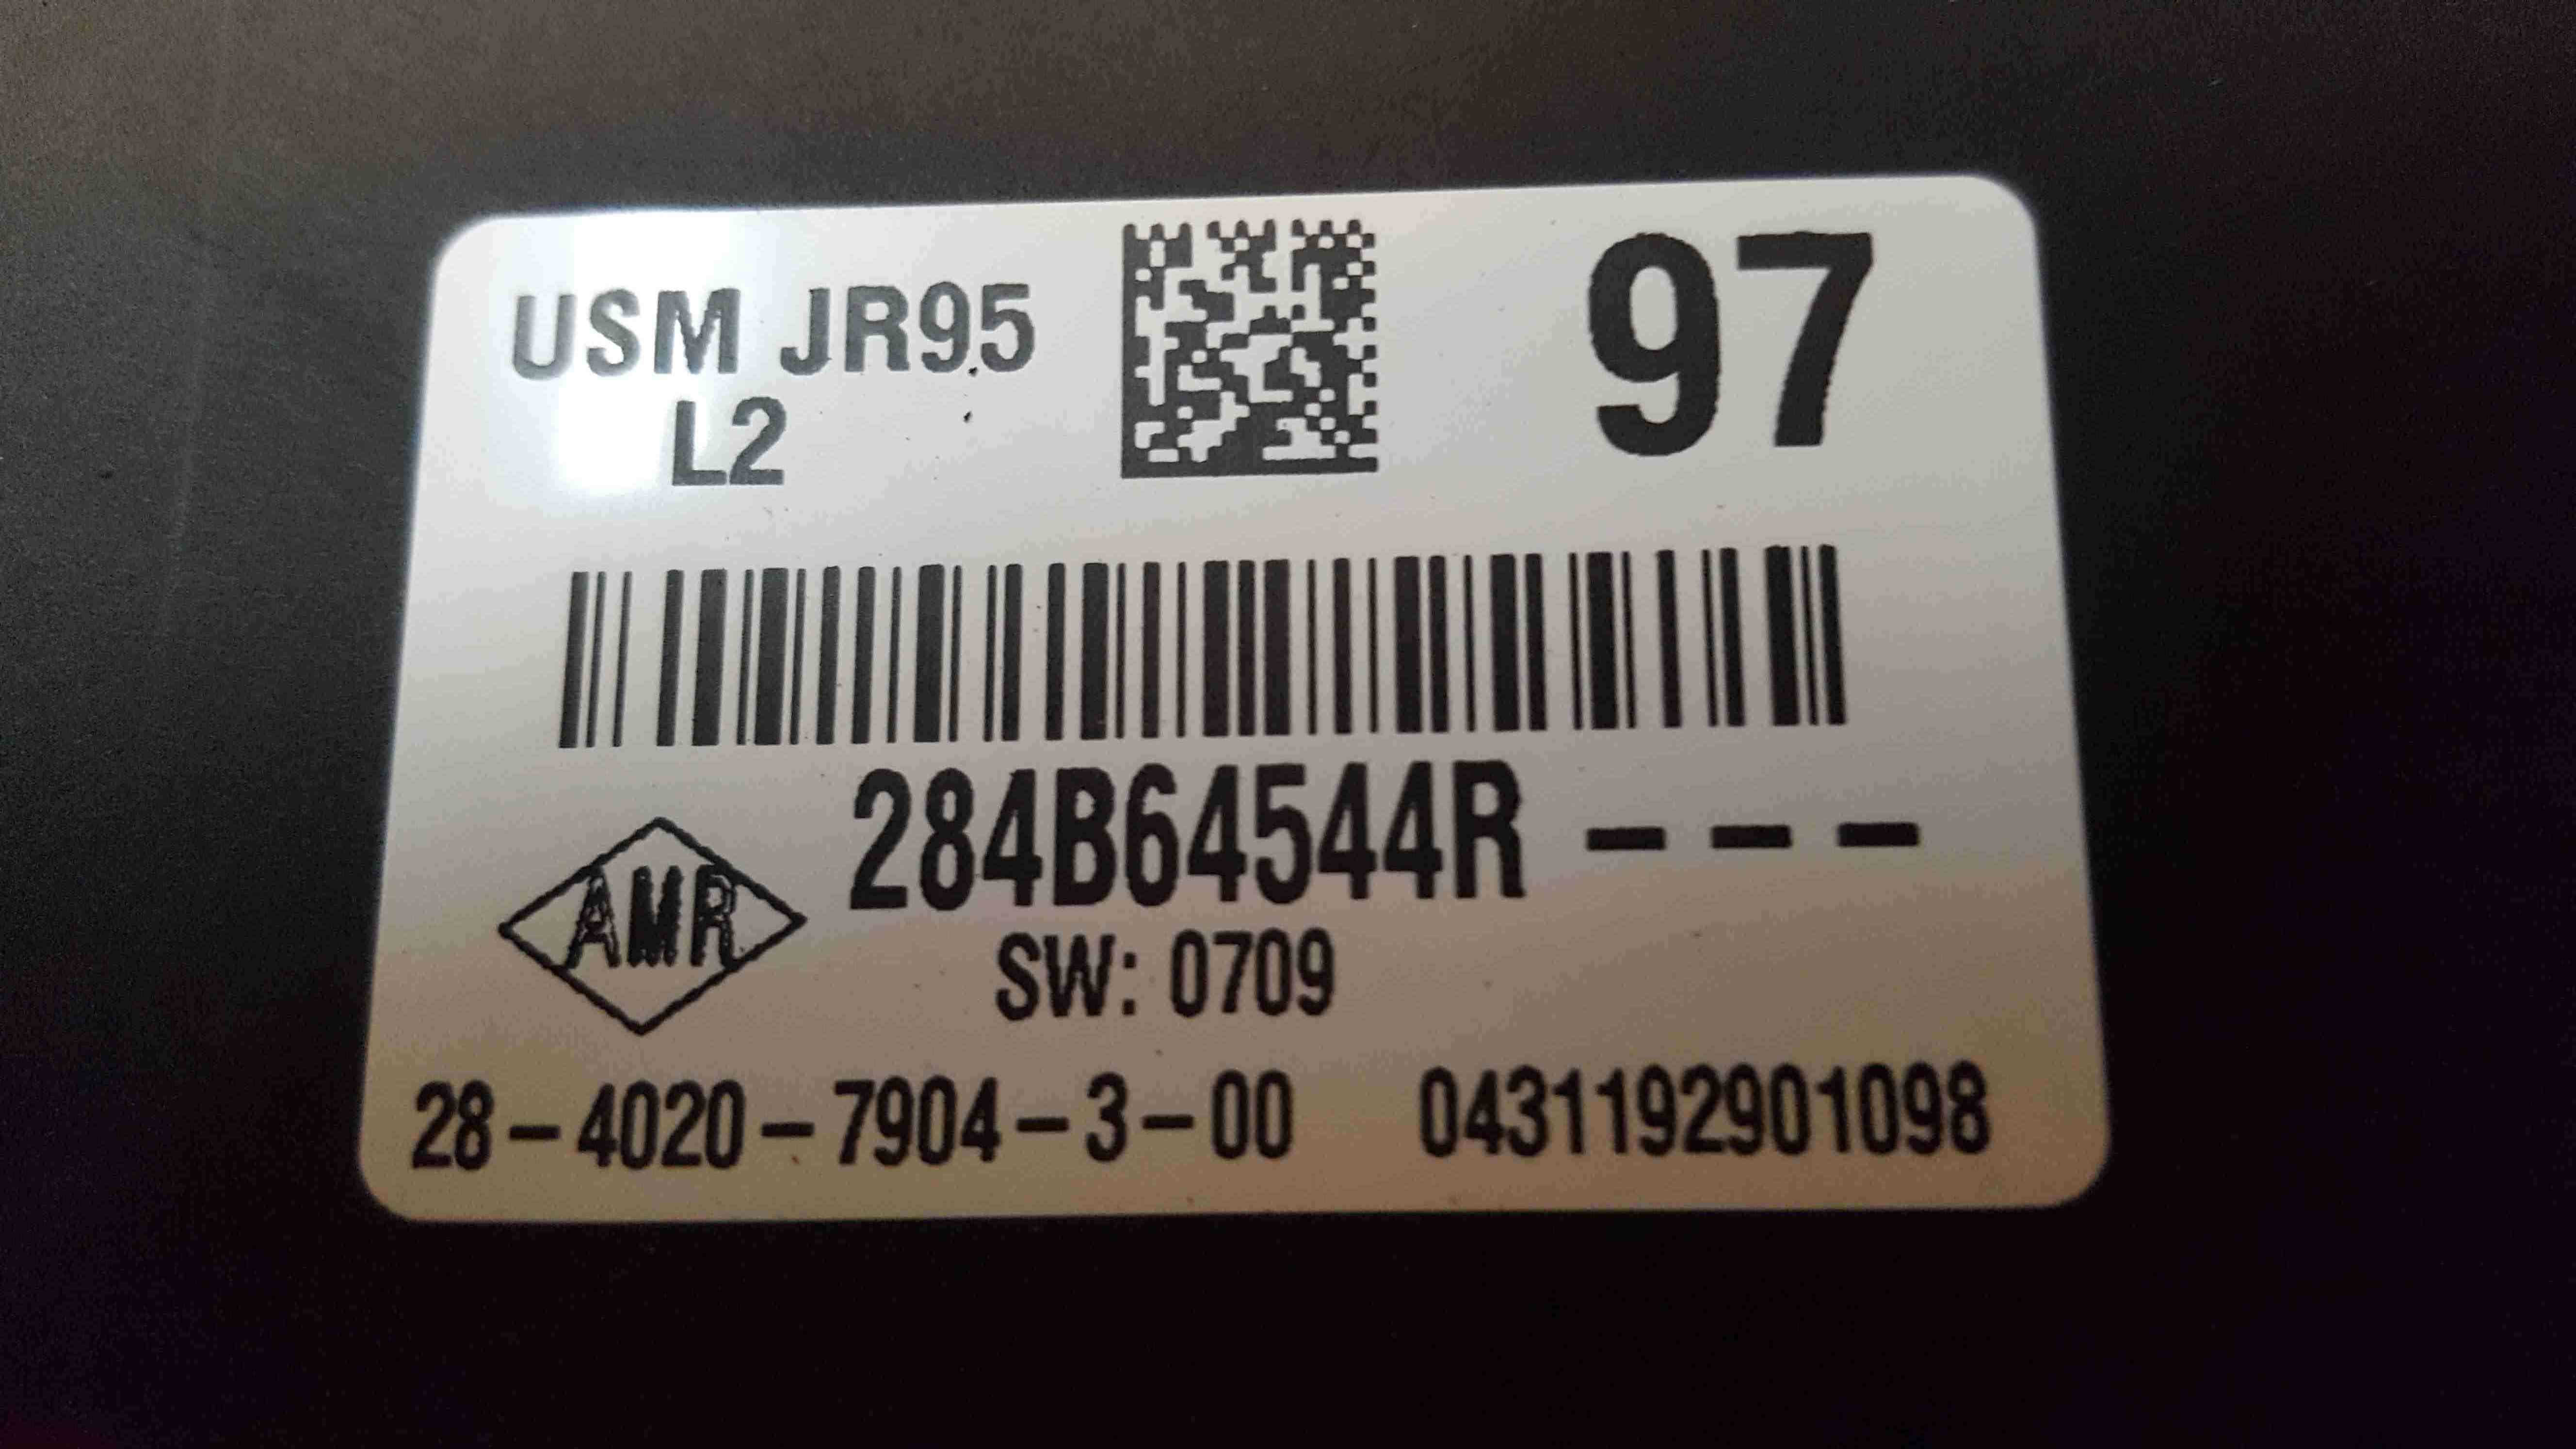 USM JR95
L2
97
284B64544R - - -
AMR
SW: 0709
28-4020-7904-3-00 0431192901098